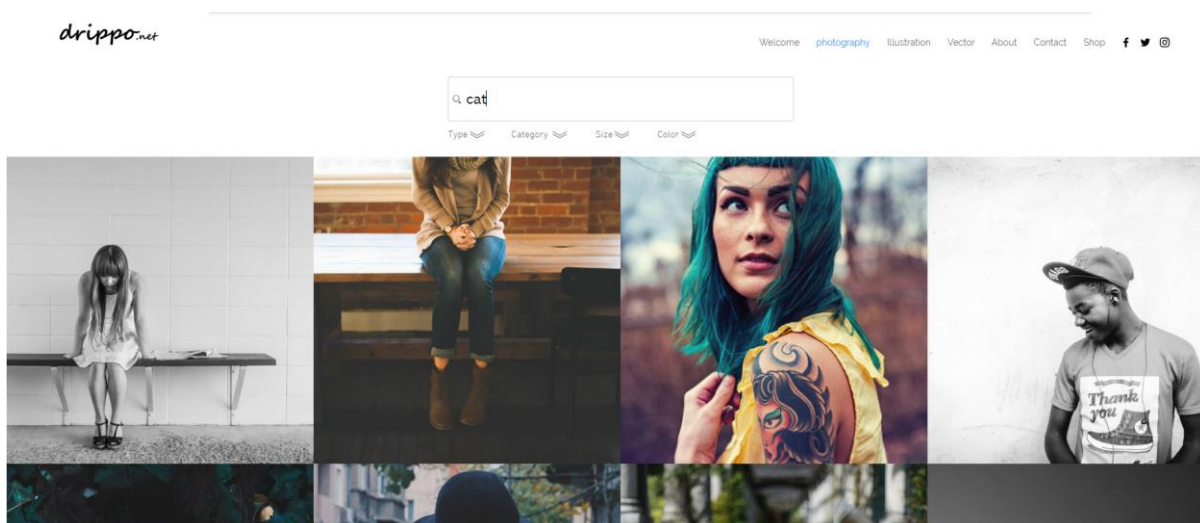 drippo.net
Welcome photography Illustration Vector About Contact Shop
cat
Type Category Size Color
Thank
you